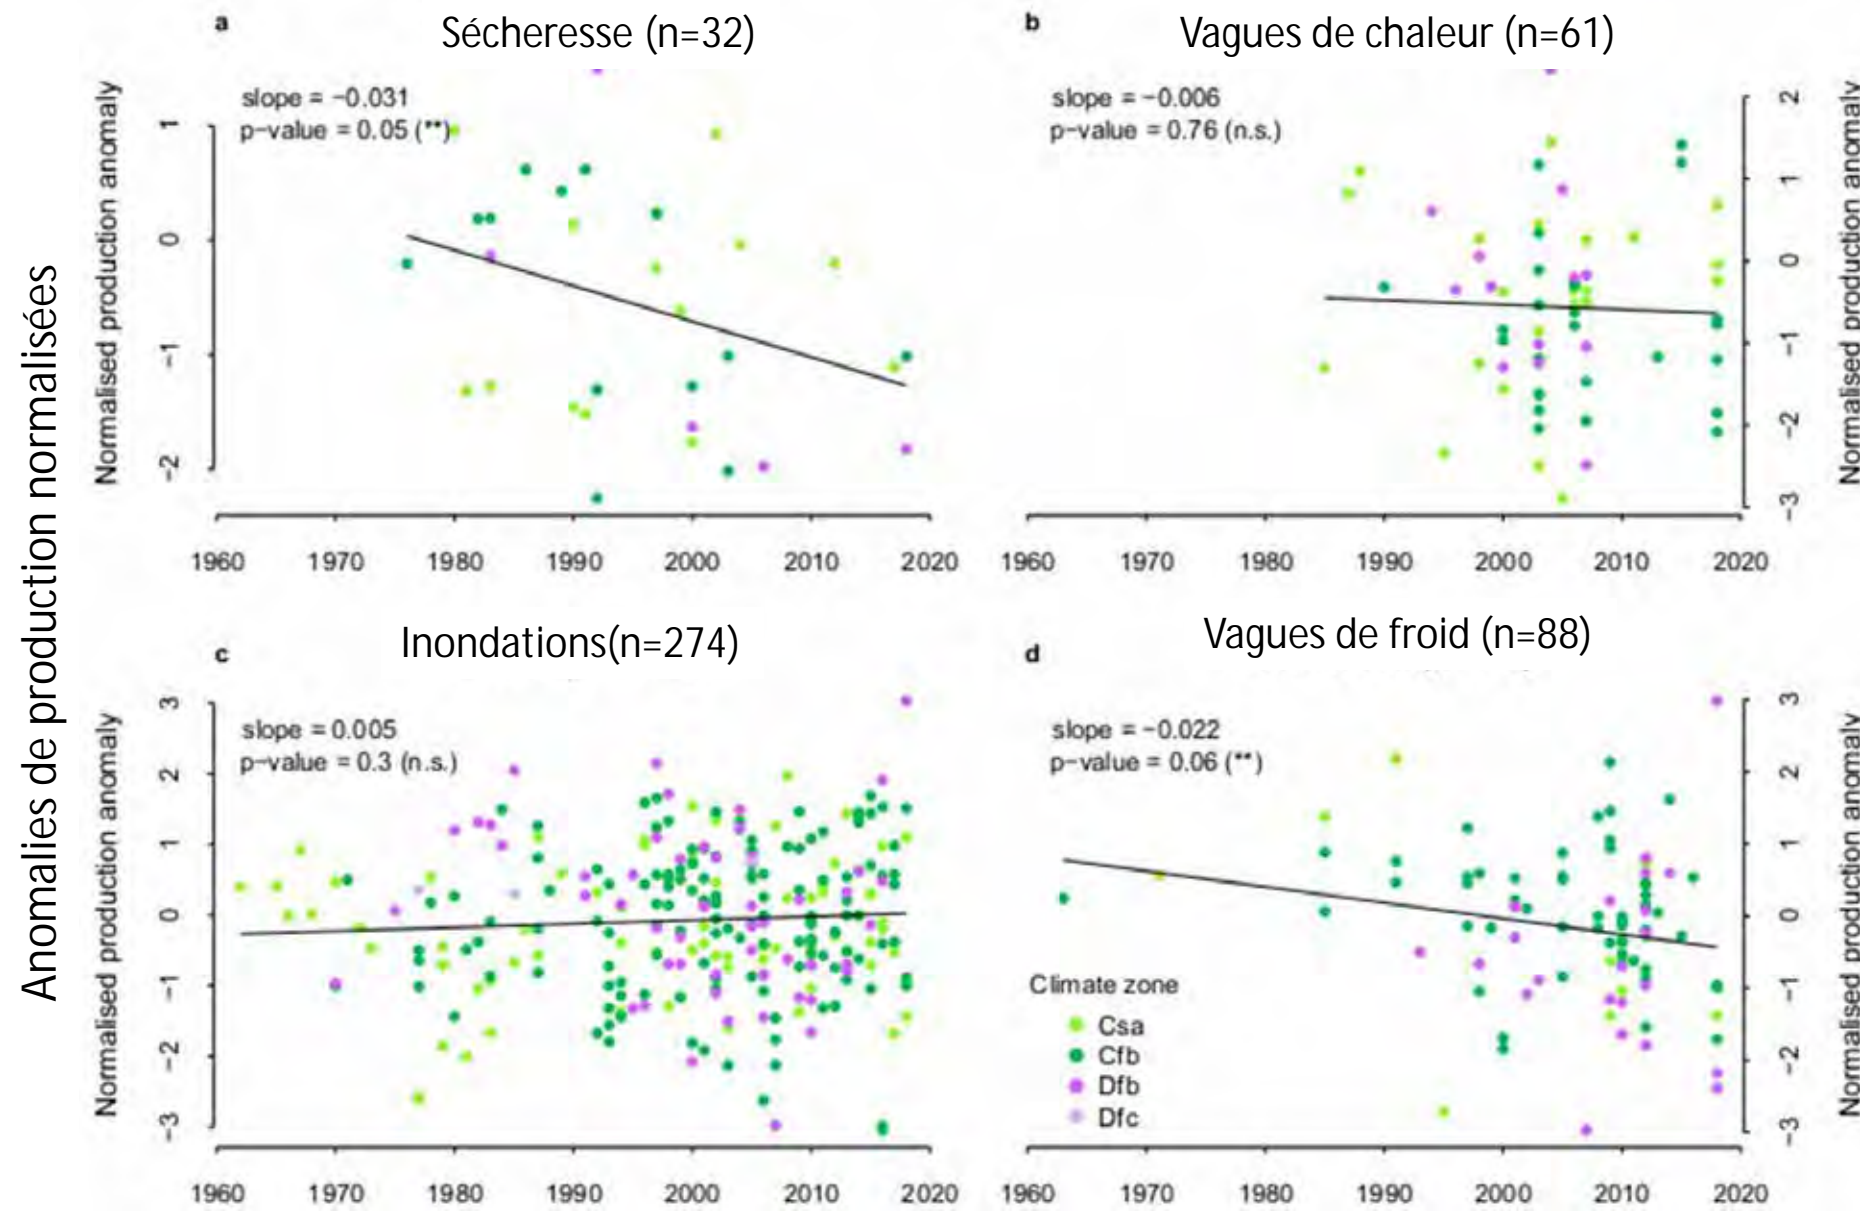 Anomalies de production normalisées
a
Sécheresse (n=32)
slope = −0.031
p−value = 0.05 (**)
Normalised production anomaly
1
0
−1
−2
1960 1970 1980 1990 2000 2010 2020
b
Vagues de chaleur (n=61)
slope = −0.006
p−value = 0.76 (n.s.)
2
1
0
−1
−2
−3
Normalised production anomaly
1960 1970 1980 1990 2000 2010 2020
c
Inondations(n=274)
slope = 0.005
p−value = 0.3 (n.s.)
Normalised production anomaly
3
2
1
0
−1
−2
−3
1960 1970 1980 1990 2000 2010 2020
d
Vagues de froid (n=88)
slope = −0.022
p−value = 0.06 (**)
Climate zone
Csa
Cfb
Dfb
Dfc
3
2
1
0
−1
−2
−3
Normalised production anomaly
1960 1970 1980 1990 2000 2010 2020